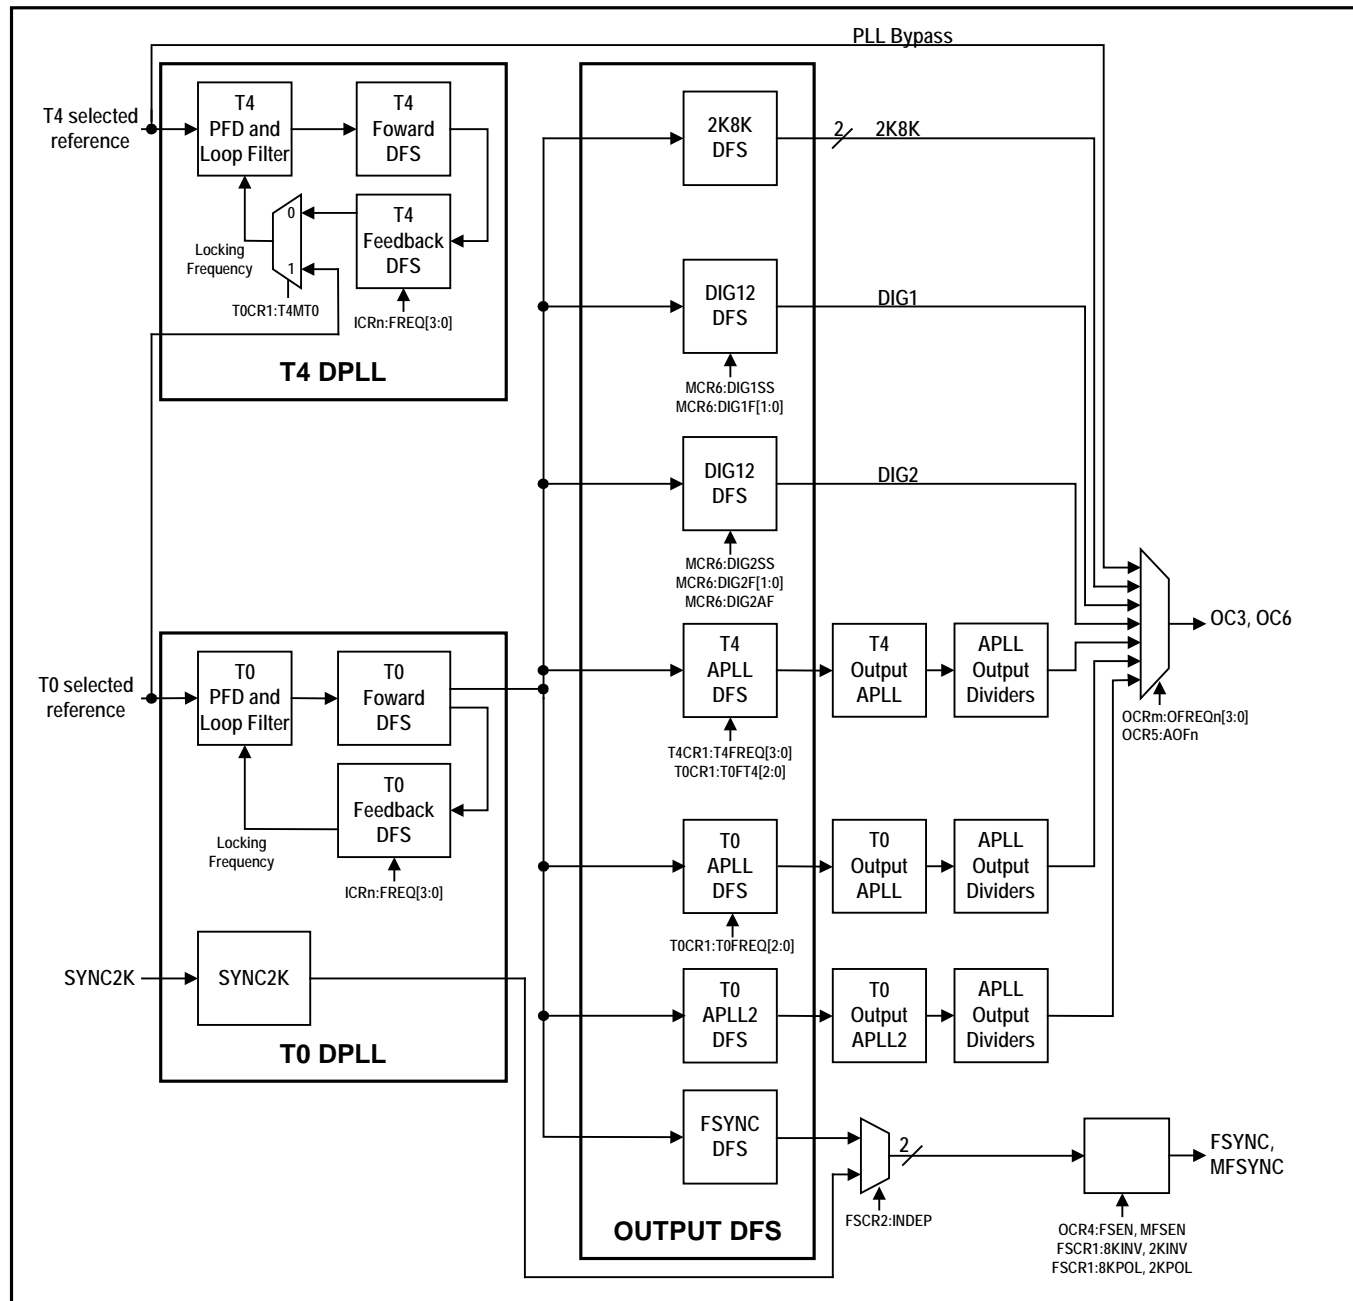 PLL Bypass
T4 selected
reference
T4
PFD and
Loop Filter
T4
Foward
DFS
0
1
T4
Feedback
DFS
Locking
Frequency
T0CR1:T4MT0
ICRn:FREQ[3:0]
T4 DPLL
2K8K
DFS
2
2K8K
DIG12
DFS
DIG1
MCR6:DIG1SS
MCR6:DIG1F[1:0]
DIG12
DFS
DIG2
MCR6:DIG2SS
MCR6:DIG2F[1:0]
MCR6:DIG2AF
T0 selected
reference
T0
PFD and
Loop Filter
T0
Foward
DFS
T0
Feedback
DFS
Locking
Frequency
ICRn:FREQ[3:0]
SYNC2K
SYNC2K
T0 DPLL
T4
APLL
DFS
T4
Output
APLL
APLL
Output
Dividers
T4CR1:T4FREQ[3:0]
T0CR1:T0FT4[2:0]
OC3, OC6
OCRm:OFREQn[3:0]
OCR5:AOFn
T0
APLL
DFS
T0
Output
APLL
APLL
Output
Dividers
T0CR1:T0FREQ[2:0]
T0
APLL2
DFS
T0
Output
APLL2
APLL
Output
Dividers
FSYNC
DFS
2
FSCR2:INDEP
FSYNC,
MFSYNC
OCR4:FSEN, MFSEN
FSCR1:8KINV, 2KINV
FSCR1:8KPOL, 2KPOL
OUTPUT DFS